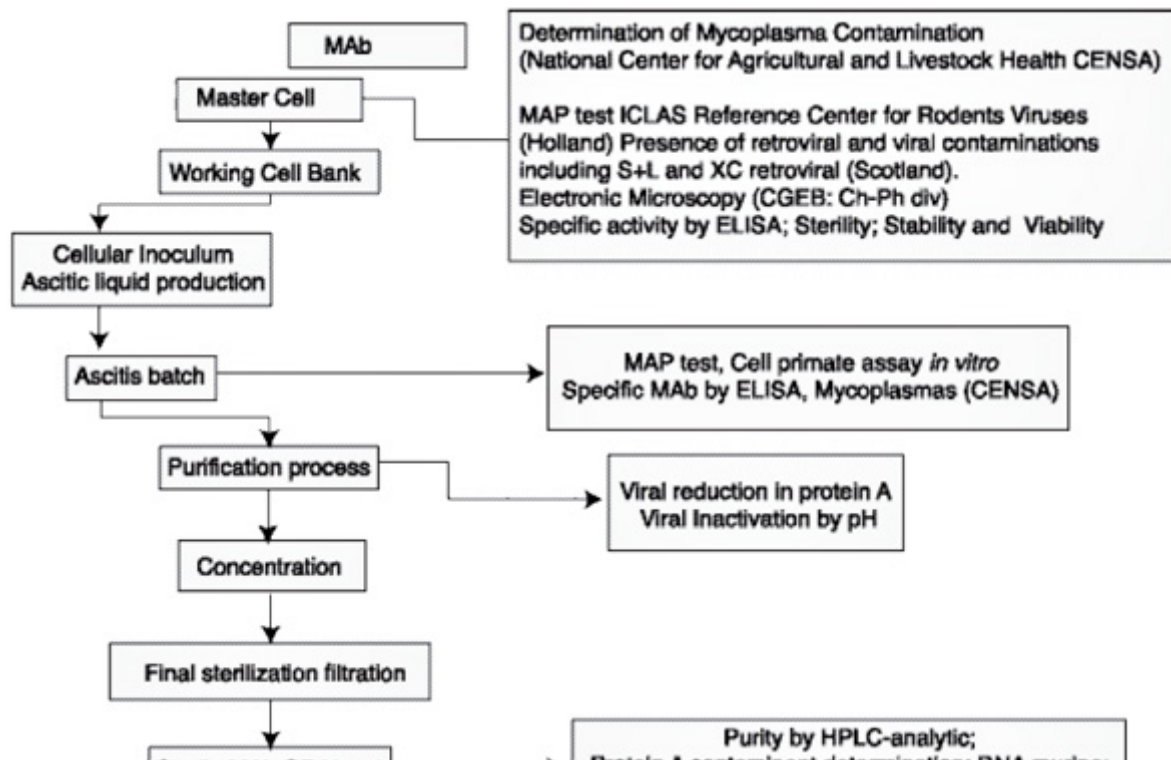 MAb
Determination of Mycoplasma Contamination
(National Center for Agricultural and Livestock Health CENSA)
MAP test ICLAS Reference Center for Rodents Viruses
(Holland) Presence of retroviral and viral contaminations
including S+L and XC retroviral (Scotland).
Electronic Microscopy (CGEB: Ch-Ph div)
Specific activity by ELISA; Sterility; Stability and Viability
Master Cell
Working Cell Bank
Cellular Inoculum
Ascitic liquid production
Ascitis batch
MAP test, Cell primate assay in vitro
Specific MAb by ELISA, Mycoplasmas (CENSA)
Purification process
Viral reduction in protein A
Viral Inactivation by pH
Concentration
Final sterilization filtration
Purity by HPLC-analytic;